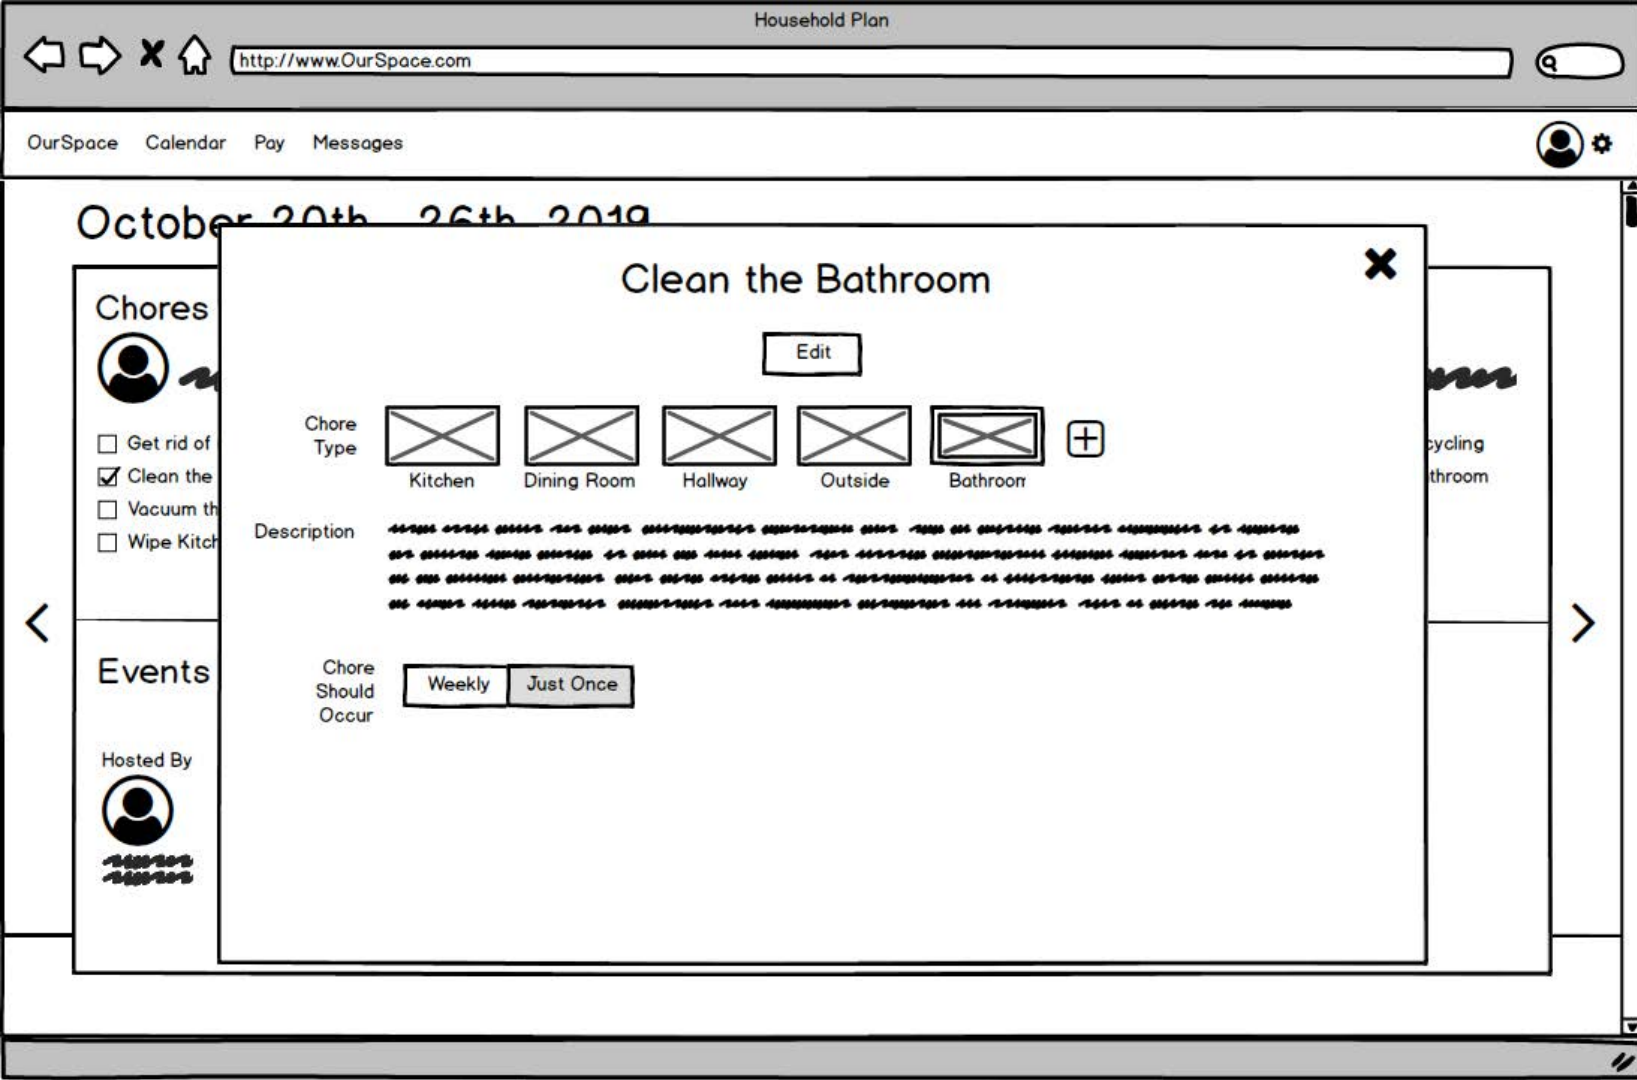 Household Plan
http://www.OurSpace.com
OurSpace Calendar Pay Messages
October 20th 26th, 2019
Clean the Bathroom
Edit
Chores
Get rid of
Clean the
Vacuum th
Wipe Kitch
cycling
throom
Chore
Type
Kitchen Dining Room Hallway Outside Bathroom
Description
Chore
Should
Occur
Weekly Just Once
Events
Hosted By